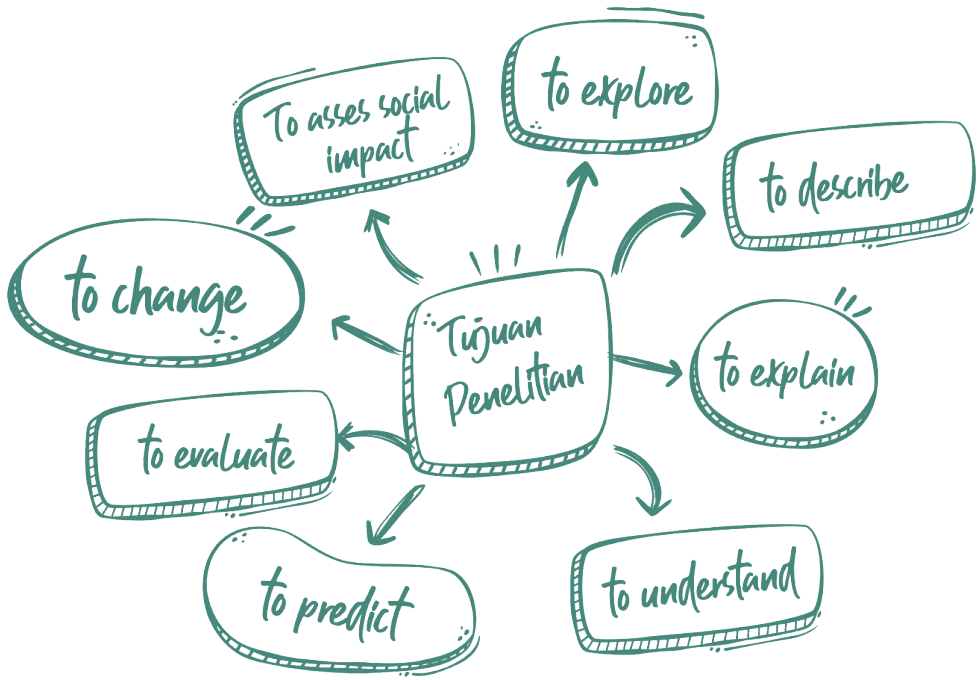 to explore
To asses social
impact
to describe
to change
Tujuan
Penelitian
to explain
to evaluate
to predict
to understand